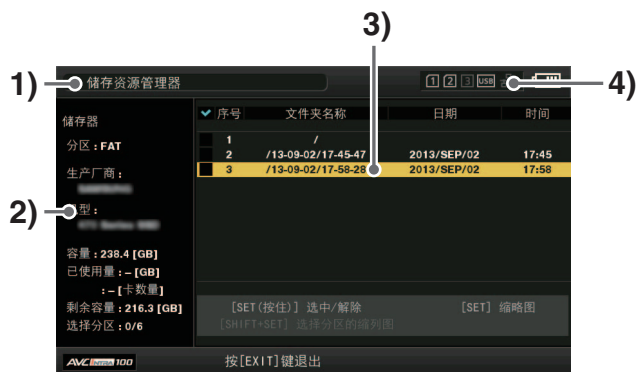 3)
1)
储存资源管理器
1 2 3 USB
4)
储存器
序号 文件夹名称 日期 时间
分区：FAT
1 /
2 /13-09-02/17-45-47 2013/SEP/02 17:45
3 /13-09-02/17-58-28 2013/SEP/02 17:58
生产厂商：
2)
型：
容量：238.4 [GB]
已使用量：– [GB]
：– [卡数量]
剩余容量：216.3 [GB]
选择分区：0/6
[SET(按住)] 选中/解除 [SET] 缩略图
[SHIFT+SET] 选择分区的缩列图
AVC INTRA 100
按[EXIT]键退出